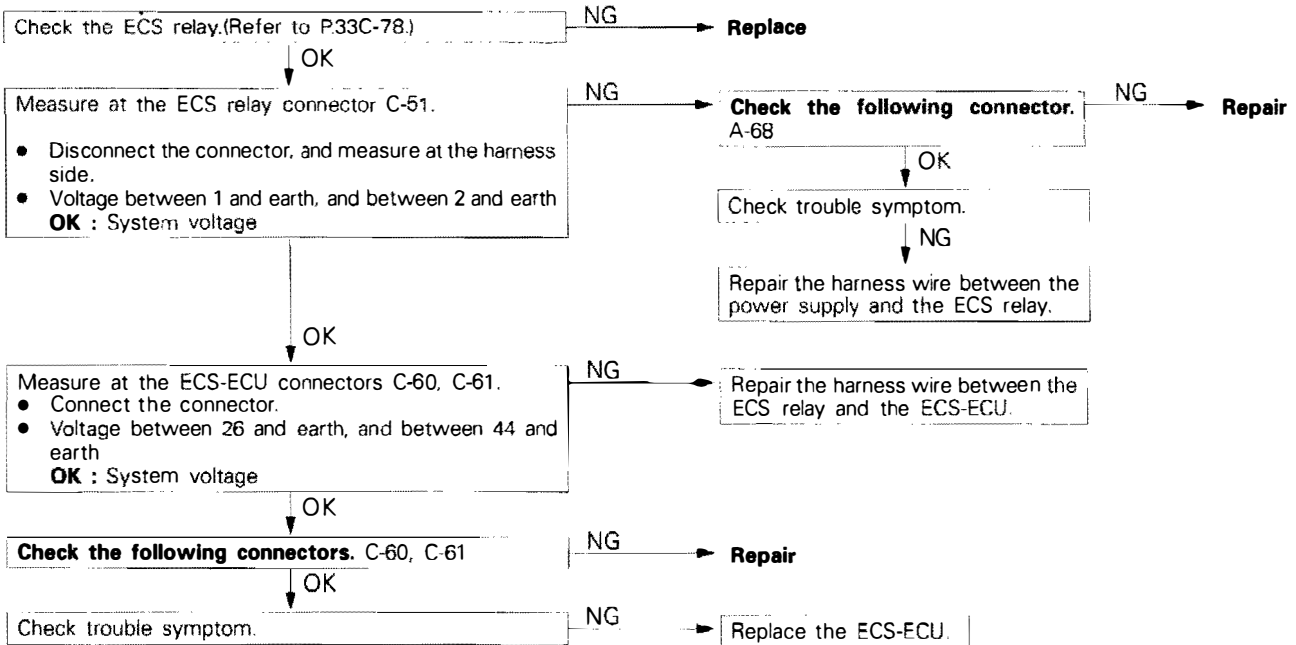 Check the ECS relay.(Refer to P.33C-78.)
NG
Replace
OK
Measure at the ECS relay connector C-51.
● Disconnect the connector, and measure at the harness
side.
● Voltage between 1 and earth, and between 2 and earth
OK : System voltage
NG
Check the following connector.
A-68
NG
Repair
OK
Check trouble symptom.
NG
Repair the harness wire between the
power supply and the ECS relay.
OK
Measure at the ECS-ECU connectors C-60, C-61.
● Connect the connector.
● Voltage between 26 and earth, and between 44 and
earth
OK : System voltage
NG
Repair the harness wire between the
ECS relay and the ECS-ECU.
OK
Check the following connectors. C-60, C-61
NG
Repair
OK
Check trouble symptom.
NG
Replace the ECS-ECU.